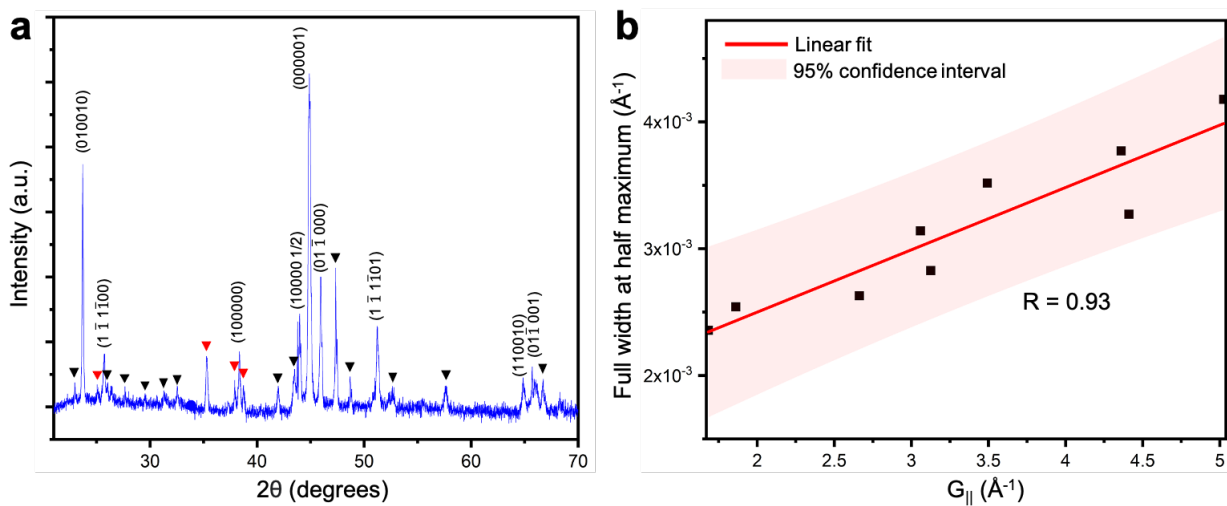 a
Intensity (a.u.)
(010010)
(1 1̅ 1 1̅00)
(100000)
(10000 1/2)
(000001)
(01 1̅ 000)
(1 1̅ 1̅1̅01)
(110010)
(011̅ 001)
30
40
50
60
70
2θ (degrees)
b
Full width at half maximum (Å⁻¹)
Linear fit
95% confidence interval
4x10⁻³
3x10⁻³
2x10⁻³
R = 0.93
2
2.5
3
3.5
4
4.5
5
G|| (Å⁻¹)